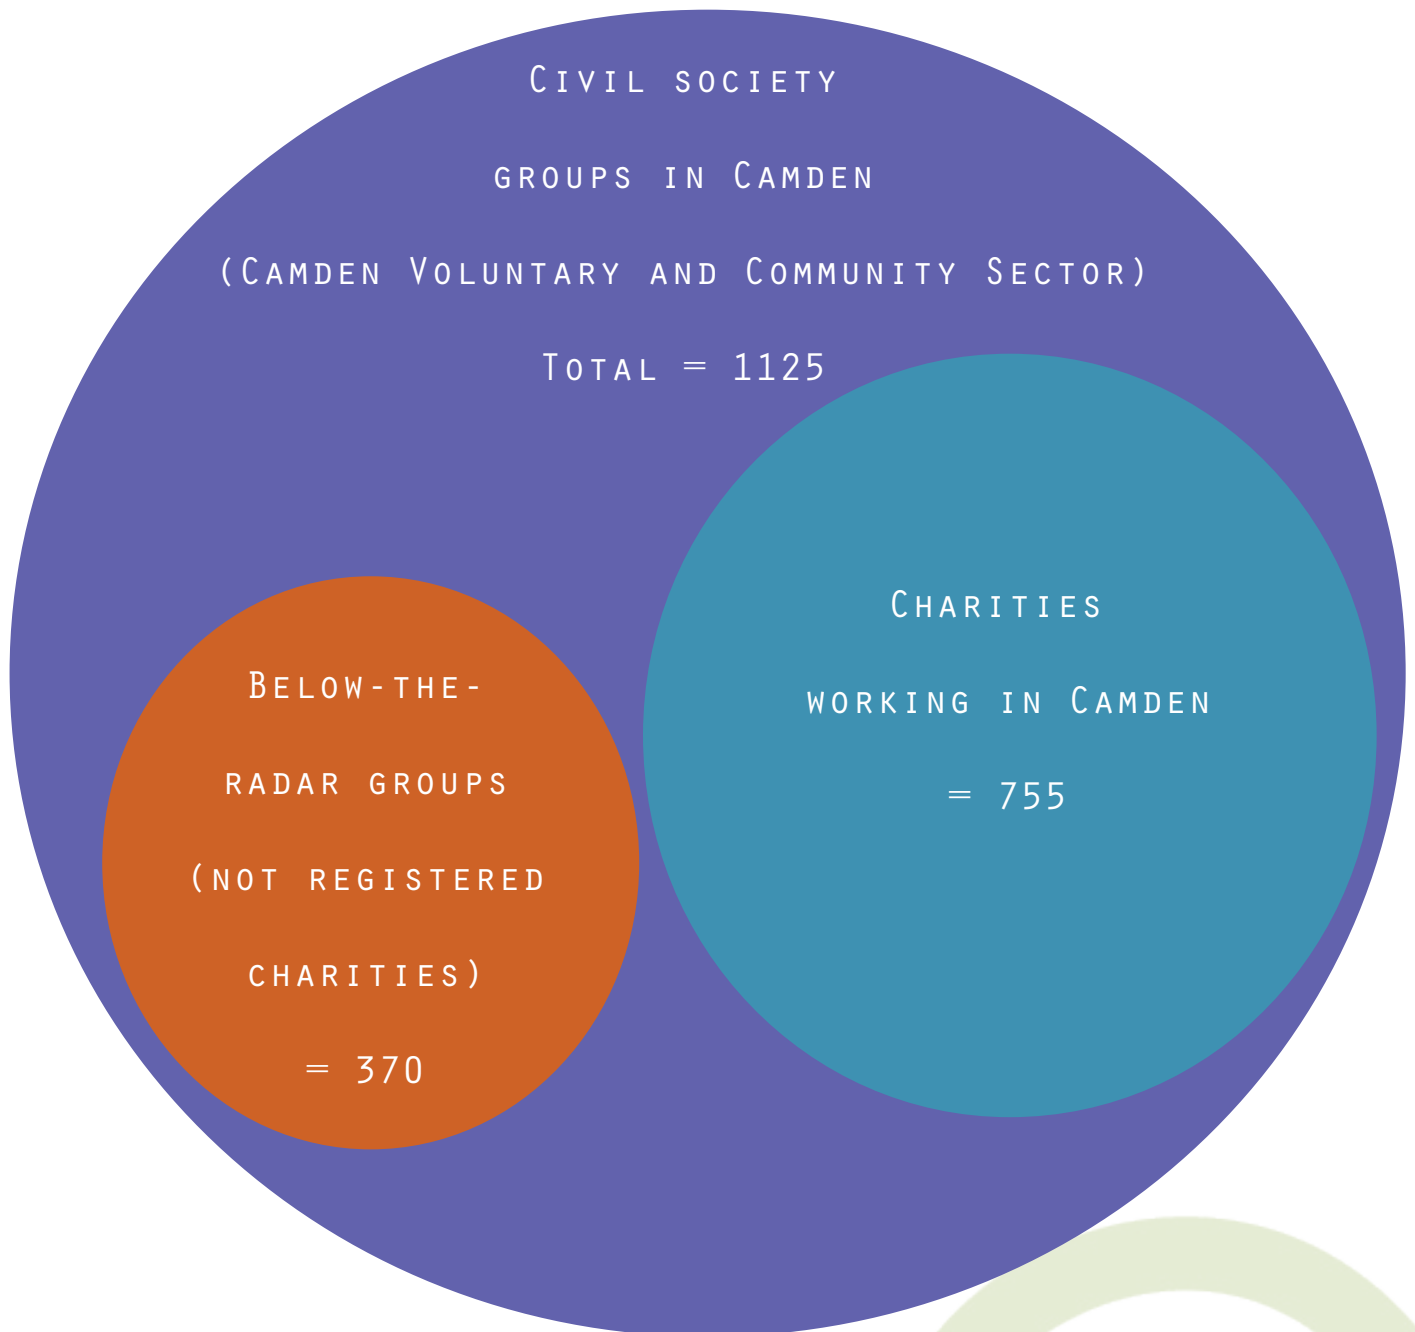 Civil society
groups in Camden
(Camden Voluntary and Community Sector)
Total = 1125
Below-the-
radar groups
(not registered
charities)
= 370
Charities
working in Camden
= 755